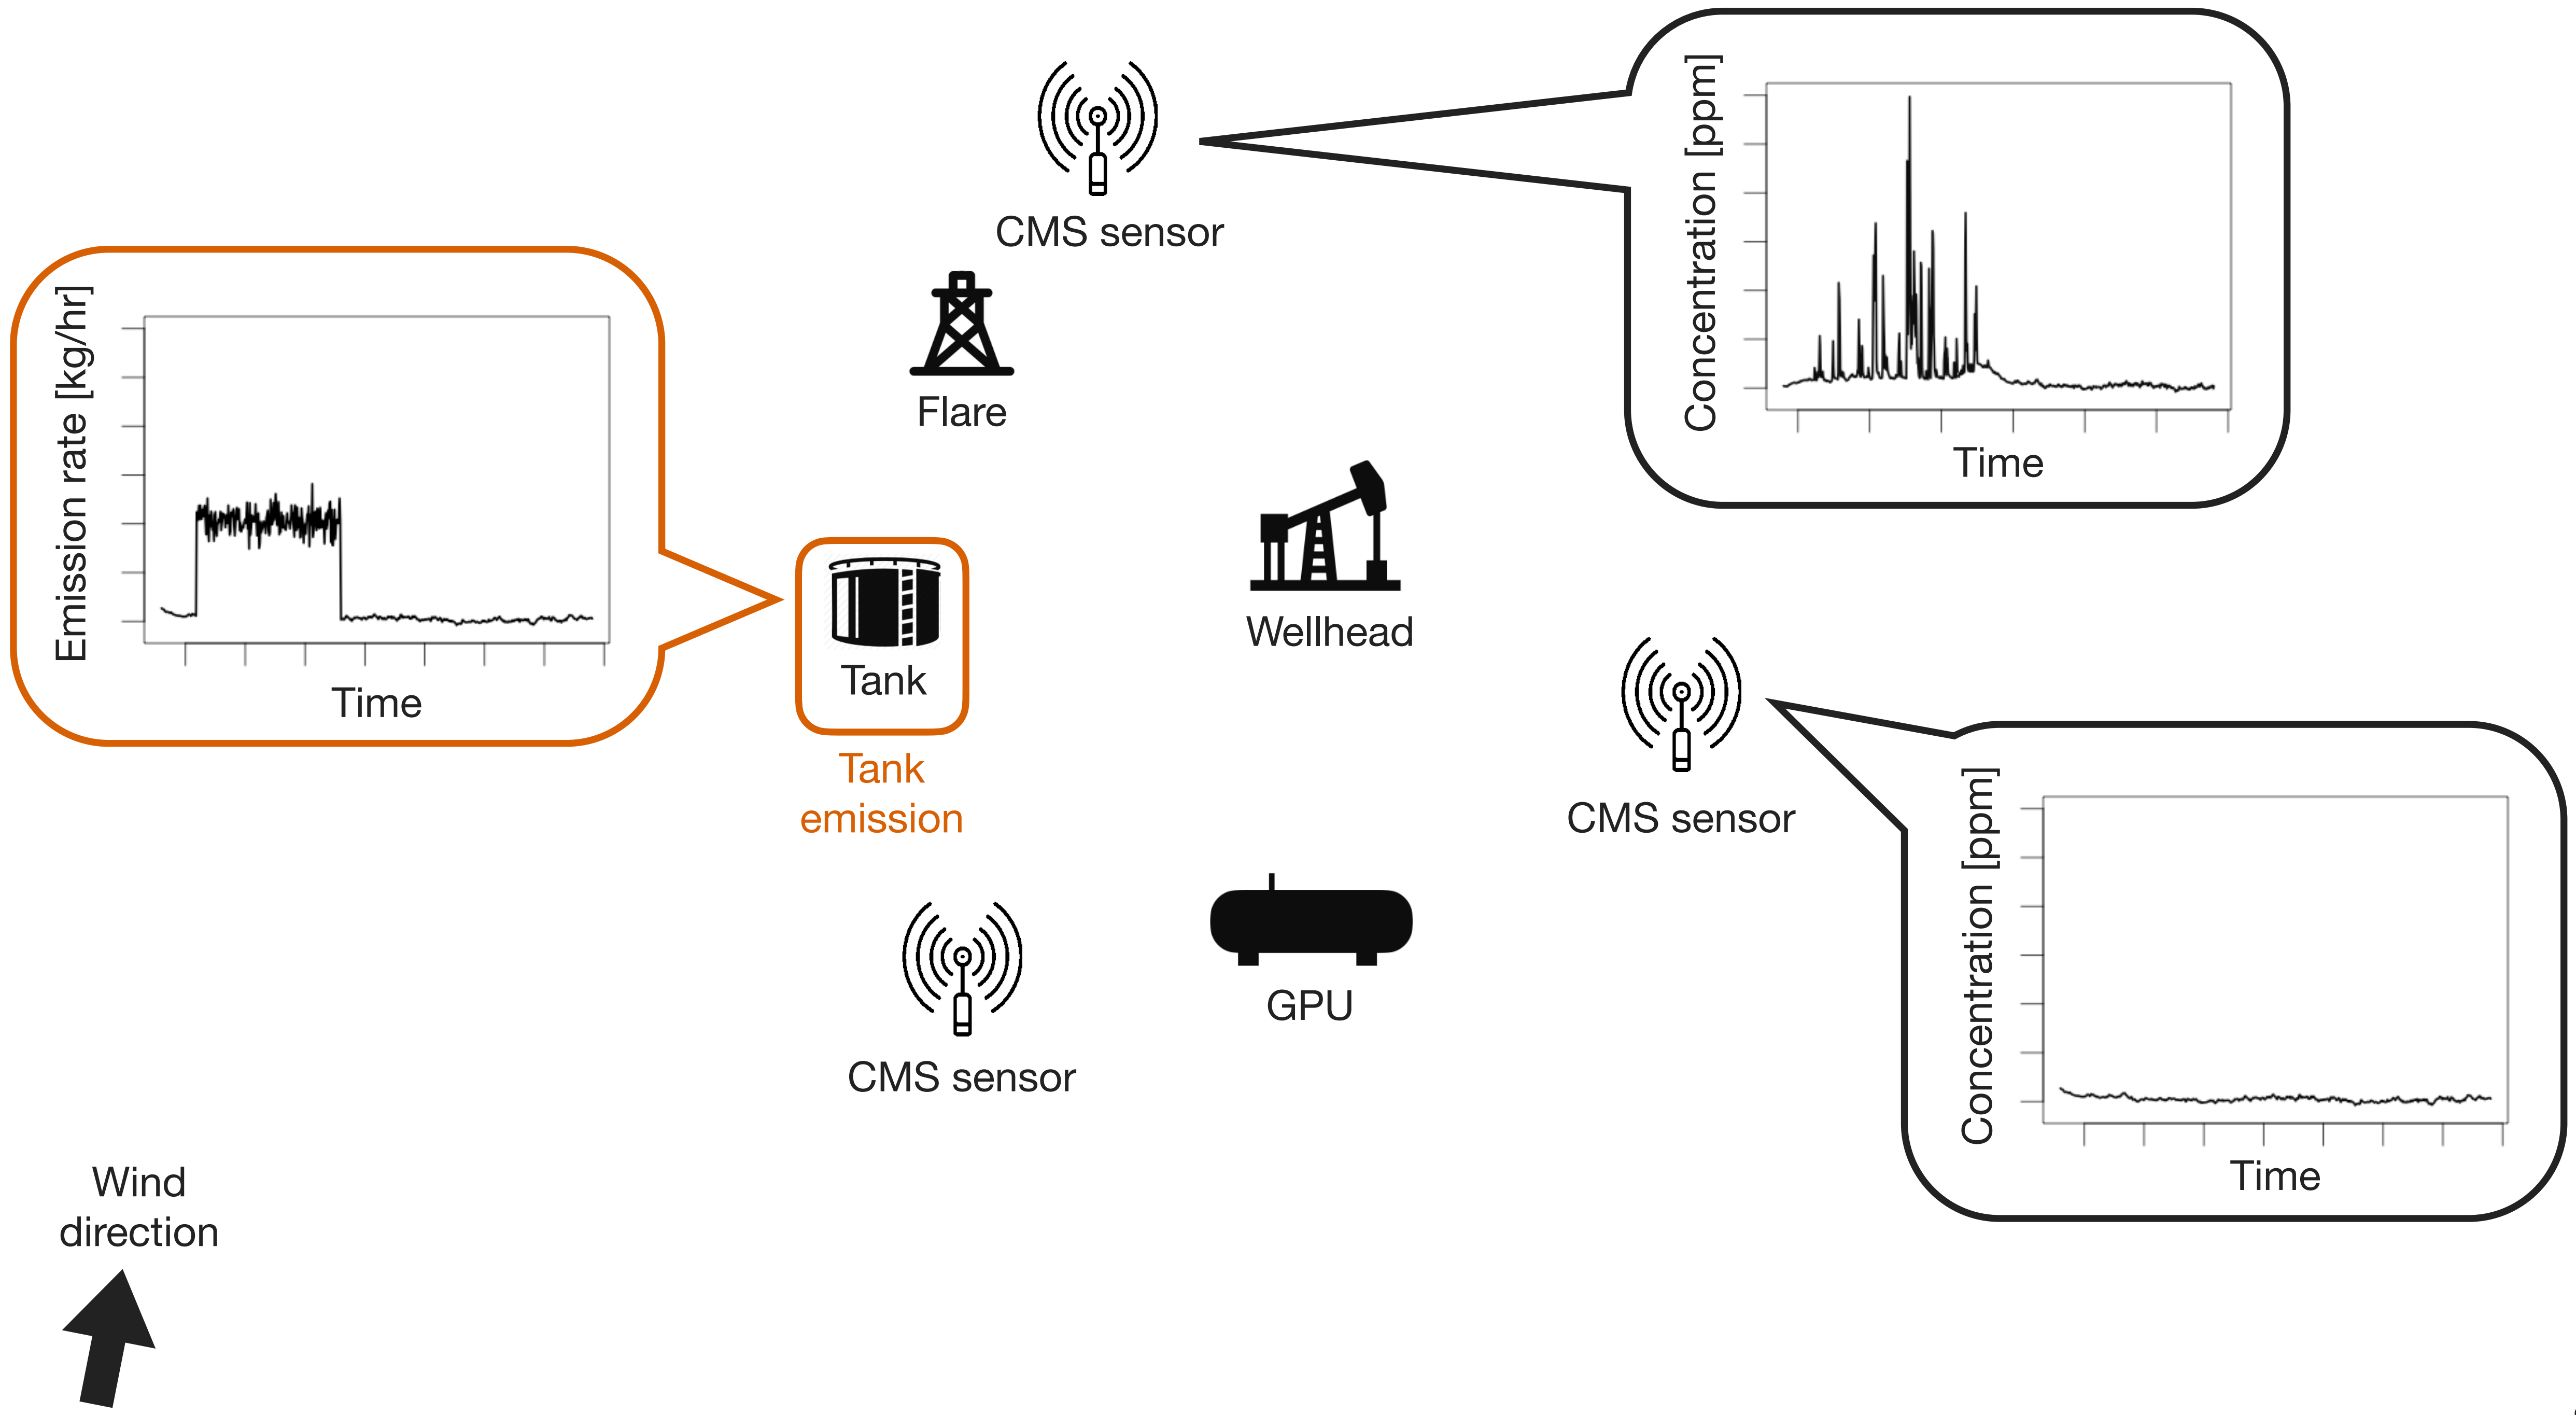 CMS sensor
Concentration [ppm]
Time
Emission rate [kg/hr]
Time
Flare
Tank
Tank
emission
Wellhead
CMS sensor
Concentration [ppm]
Time
CMS sensor
GPU
Wind
direction